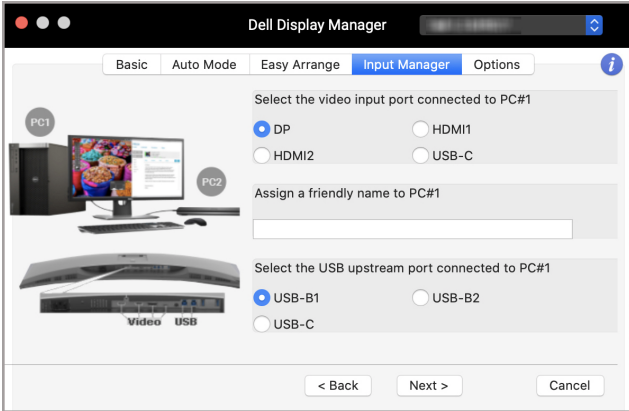 Dell Display Manager
Basic Auto Mode Easy Arrange Input Manager Options i
Select the video input port connected to PC#1
PC1
DP HDMI1
HDMI2 USB-C
PC2
Assign a friendly name to PC#1
Select the USB upstream port connected to PC#1
USB-B1 USB-B2
Video USB
USB-C
< Back Next > Cancel